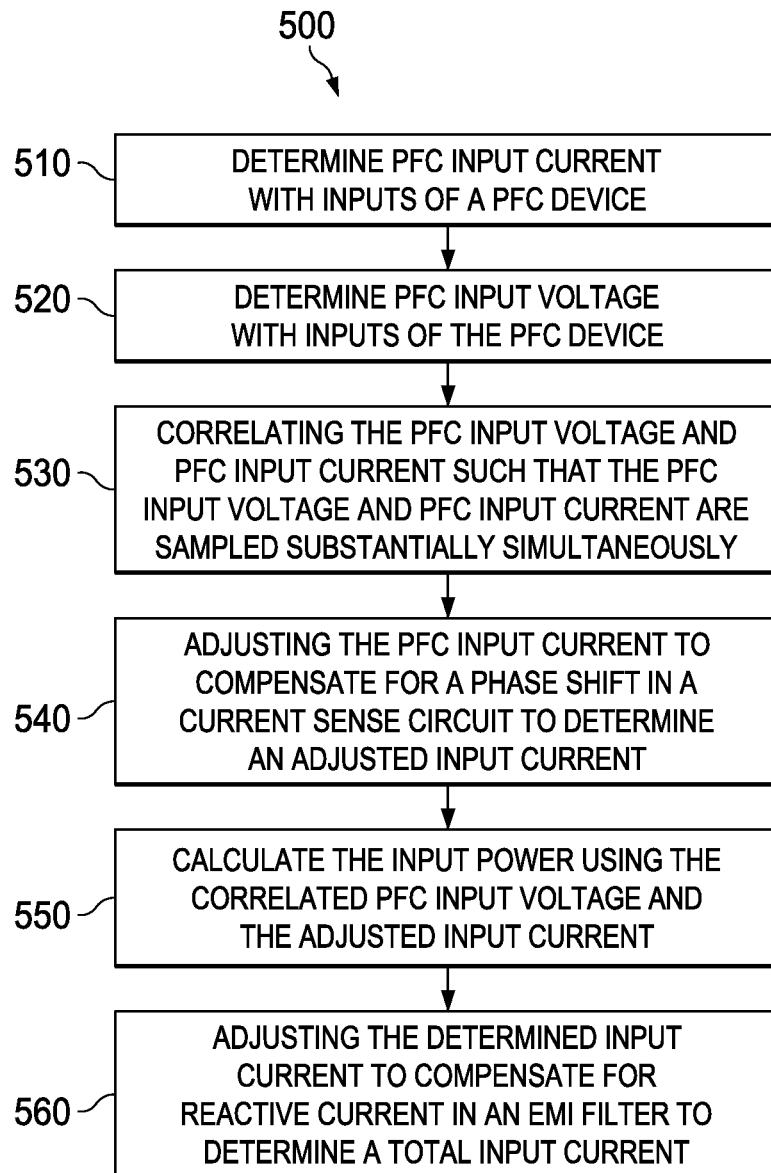 500
510
DETERMINE PFC INPUT CURRENT
WITH INPUTS OF A PFC DEVICE
520
DETERMINE PFC INPUT VOLTAGE
WITH INPUTS OF THE PFC DEVICE
530
CORRELATING THE PFC INPUT VOLTAGE AND
PFC INPUT CURRENT SUCH THAT THE PFC
INPUT VOLTAGE AND PFC INPUT CURRENT ARE
SAMPLED SUBSTANTIALLY SIMULTANEOUSLY
540
ADJUSTING THE PFC INPUT CURRENT TO
COMPENSATE FOR A PHASE SHIFT IN A
CURRENT SENSE CIRCUIT TO DETERMINE
AN ADJUSTED INPUT CURRENT
550
CALCULATE THE INPUT POWER USING THE
CORRELATED PFC INPUT VOLTAGE AND
THE ADJUSTED INPUT CURRENT
560
ADJUSTING THE DETERMINED INPUT
CURRENT TO COMPENSATE FOR
REACTIVE CURRENT IN AN EMI FILTER TO
DETERMINE A TOTAL INPUT CURRENT